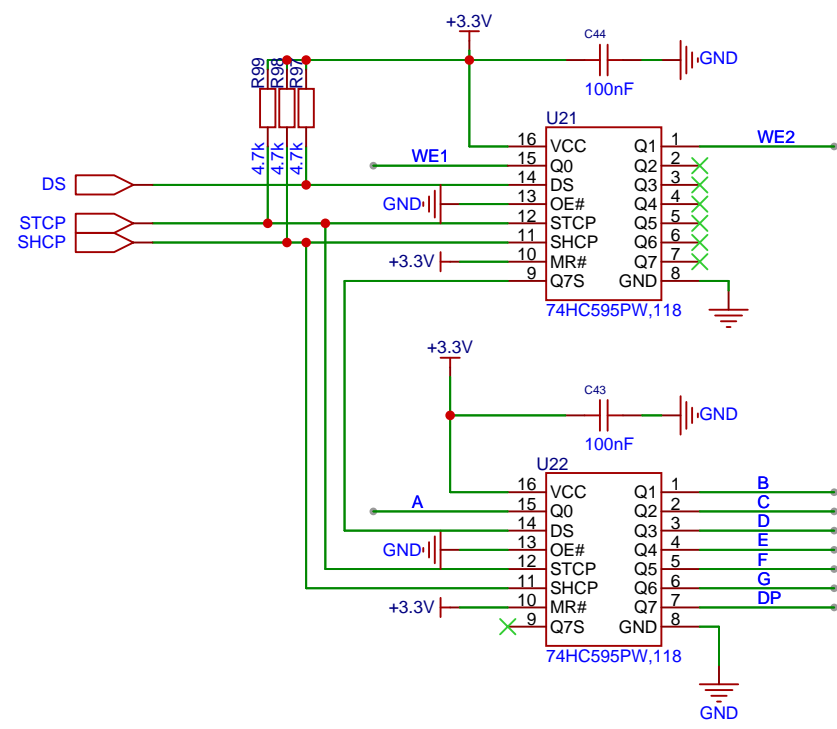 +3.3V
C44
GND
100nF
R99
R98
R97
4.7k
4.7k
4.7k
U21
16 VCC Q1 1 WE2
WE1 15 Q0 Q2 2
DS 14 DS Q3 3
GND 13 OE# Q4 4
STCP 12 STCP Q5 5
SHCP 11 SHCP Q6 6
+3.3V 10 MR# Q7 7
9 Q7S GND 8
74HC595PW,118
+3.3V
C43
GND
100nF
U22
16 VCC Q1 1 B
A 15 Q0 Q2 2 C
14 DS Q3 3 D
GND 13 OE# Q4 4 E
12 STCP Q5 5 F
11 SHCP Q6 6 G
+3.3V 10 MR# Q7 7 DP
9 Q7S GND 8
74HC595PW,118
GND